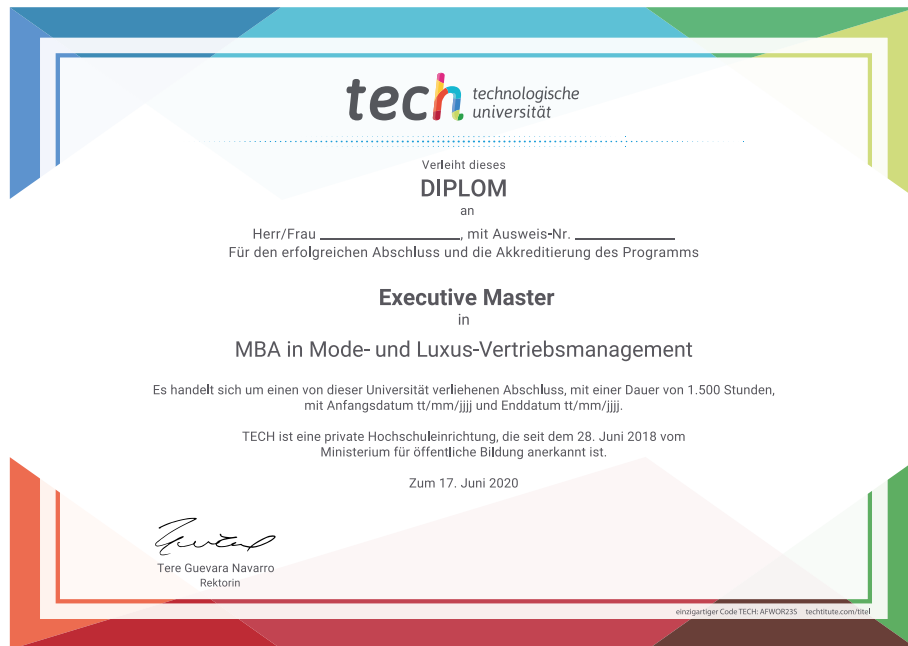 tech technologische
universität
Verleiht dieses
DIPLOM
an
Herr/Frau ____________________, mit Ausweis-Nr. ______________
Für den erfolgreichen Abschluss und die Akkreditierung des Programms
Executive Master
in
MBA in Mode- und Luxus-Vertriebsmanagement
Es handelt sich um einen von dieser Universität verliehenen Abschluss, mit einer Dauer von 1.500 Stunden,
mit Anfangsdatum tt/mm/jjjj und Enddatum tt/mm/jjjj.
TECH ist eine private Hochschuleinrichtung, die seit dem 28. Juni 2018 vom
Ministerium für öffentliche Bildung anerkannt ist.
Zum 17. Juni 2020
Tere Guevara Navarro
Rektorin
einzigartiger Code TECH: AFWOR23S techtitute.com/titel